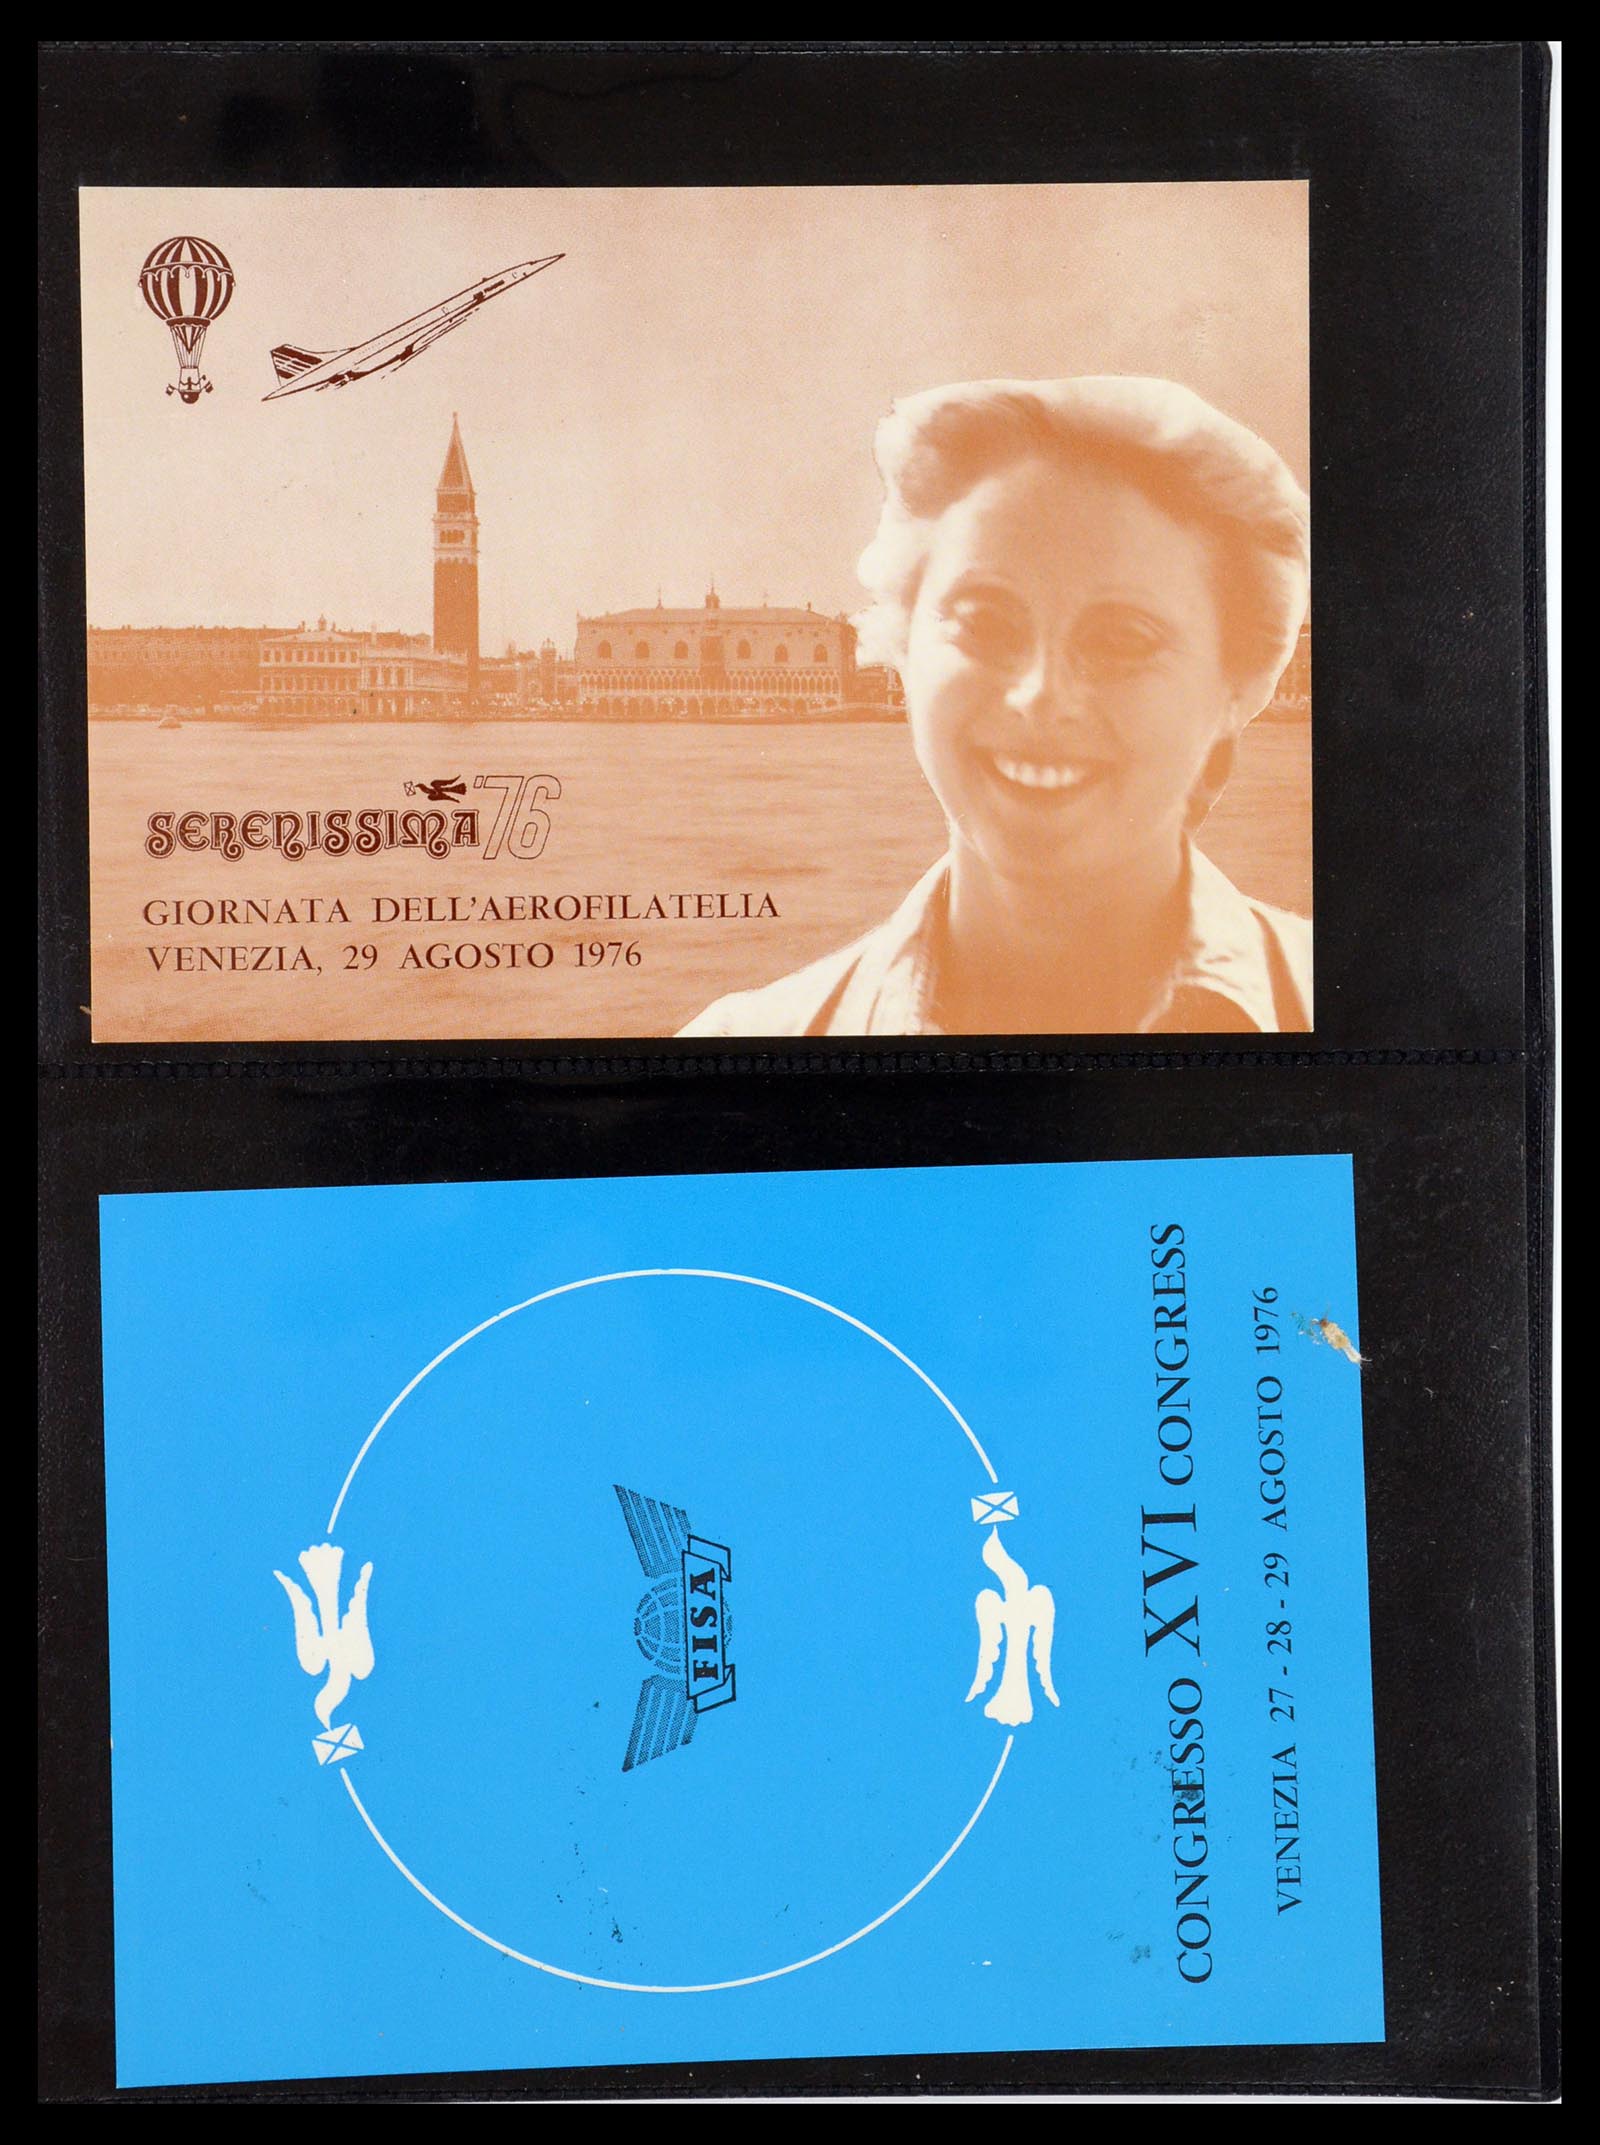 SERENISSIMA '76
GIORNATA DELL'AEROFILATELIA
VENEZIA, 29 AGOSTO 1976
FISA
CONGRESSO XVI CONGRESS
VENEZIA 27 - 28 - 29 AGOSTO 1976